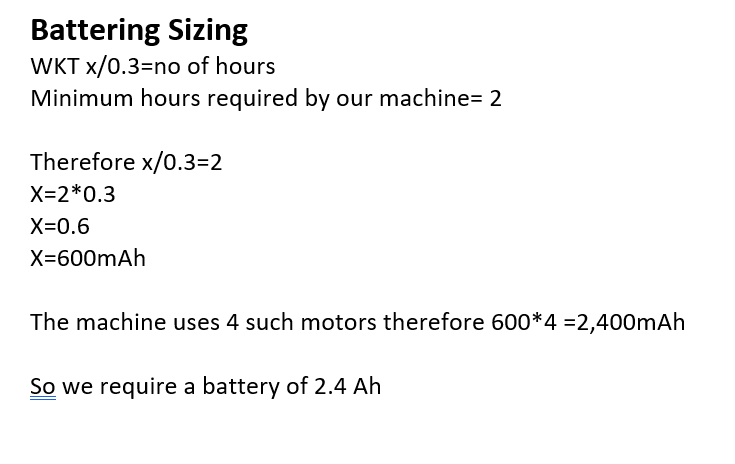 Battering Sizing
WKT x/0.3=no of hours
Minimum hours required by our machine= 2
Therefore x/0.3=2
X=2*0.3
X=0.6
X=600mAh
The machine uses 4 such motors therefore 600*4 =2,400mAh
So we require a battery of 2.4 Ah